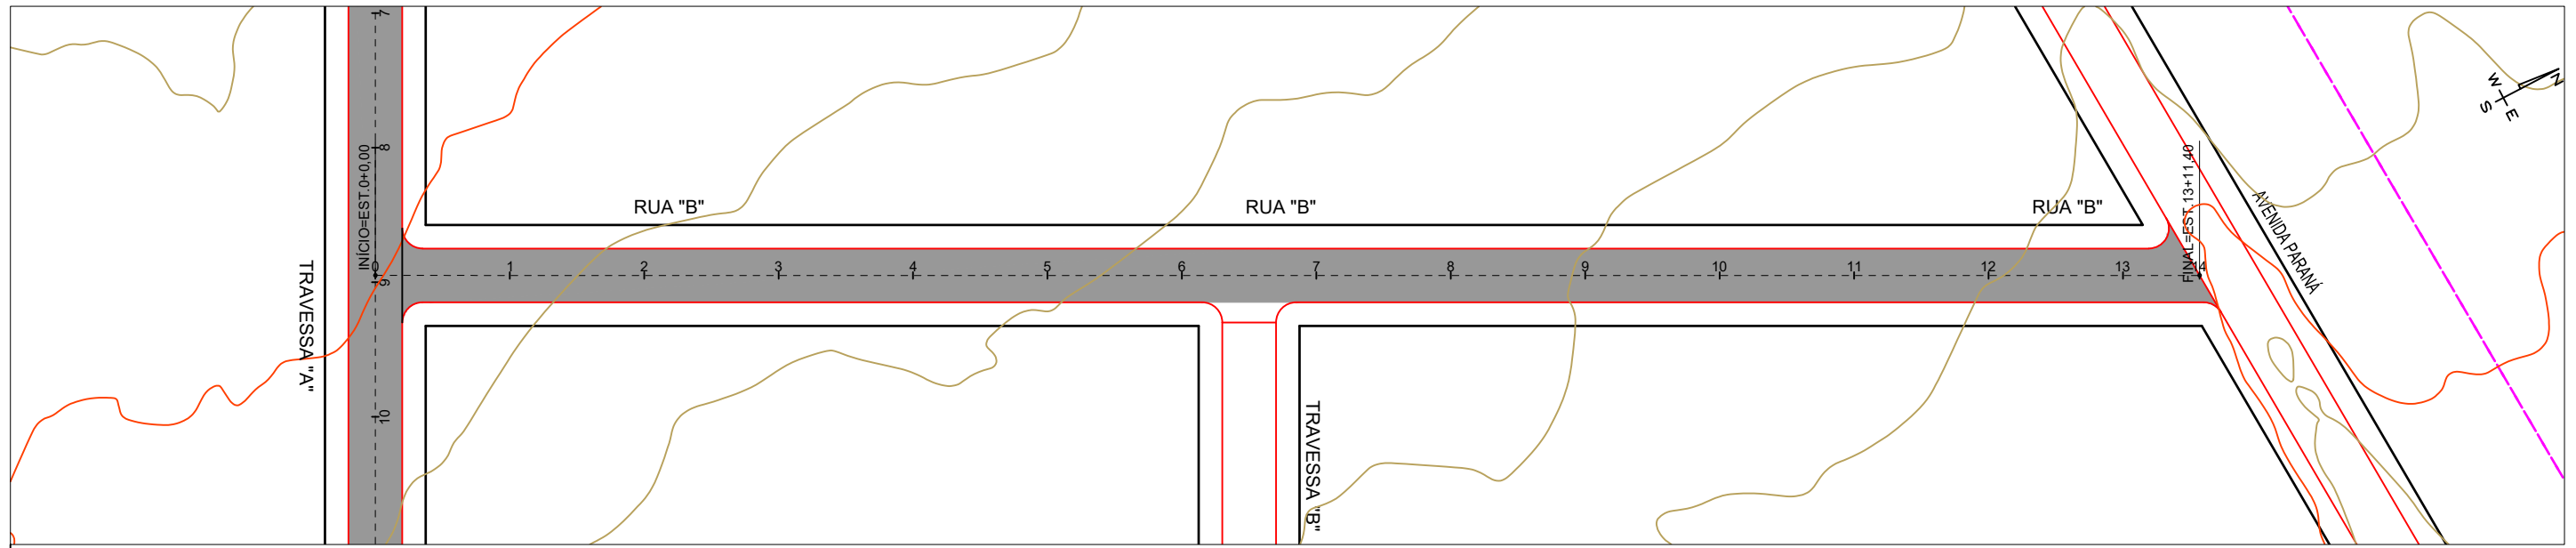 7
8
9
10
INÍCIO=EST.0+0,00
TRAVESSA "A"
RUA "B"
RUA "B"
RUA "B"
0
1
2
3
4
5
6
7
8
9
10
11
12
13
14
FINAL=EST.13+11.40
AVENIDA PARANÁ
TRAVESSA "B"
N
W
E
S